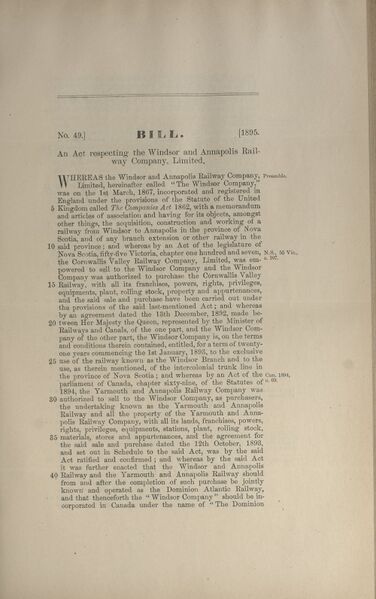 No. 49.] BILL. [1895.
An Act respecting the Windsor and Annapolis Rail-
way Company, Limited.
WHEREAS the Windsor and Annapolis Railway Company, Preamble.
Limited, hereinafter called "The Windsor Company,"
was on the 1st March, 1867, incorporated and registered in
England under the provisions of the Statute of the United
5 Kingdom called The Companies Act 1862, with a memorandum
and articles of association and having for its objects, amongst
other things, the acquisition, construction and working of a
railway from Windsor to Annapolis in the province of Nova
Scotia, and of any branch extension or other railway in the
10 said province; and whereas by an Act of the legislature of
Nova Scotia, fifty-five Victoria, chapter one hundred and seven, N.S., 55 Vic.,
the Cornwallis Valley Railway Company, Limited, was em- c. 107.
powered to sell to the Windsor Company and the Windsor
Company was authorized to purchase the Cornwallis Valley
15 Railway, with all its franchises, powers, rights, privileges,
equipments, plant, rolling stock, property and appurtenances,
and the said sale and purchase have been carried out under
the provisions of the said last-mentioned Act; and whereas
by an agreement dated the 13th December, 1892, made be-
20 tween Her Majesty the Queen, represented by the Minister of
Railways and Canals, of the one part, and the Windsor Com-
pany of the other part, the Windsor Company is, on the terms
and conditions therein contained, entitled, for a term of twenty-
one years commencing the 1st January, 1893, to the exclusive
25 use of the railway known as the Windsor Branch and to the
use, as therein mentioned, of the intercolonial trunk line in
the province of Nova Scotia; and whereas by an Act of the Can. 1894,
parliament of Canada, chapter sixty-nine, of the Statutes of c. 69.
1894, the Yarmouth and Annapolis Railway Company was
30 authorized to sell to the Windsor Company, as purchasers,
the undertaking known as the Yarmouth and Annapolis
Railway and all the property of the Yarmouth and Anna-
polis Railway Company, with all its lands, franchises, powers,
rights, privileges, equipments, stations, plant, rolling stock,
35 materials, stores and appurtenances, and the agreement for
the said sale and purchase dated the 12th October, 1893,
and set out in Schedule to the said Act, was by the said
Act ratified and confirmed; and whereas by the said Act
it was further enacted that the Windsor and Annapolis
40 Railway and the Yarmouth and Annapolis Railway should
from and after the completion of such purchase be jointly
known and operated as the Dominion Atlantic Railway,
and that thenceforth the "Windsor Company" should be in-
corporated in Canada under the name of "The Dominion